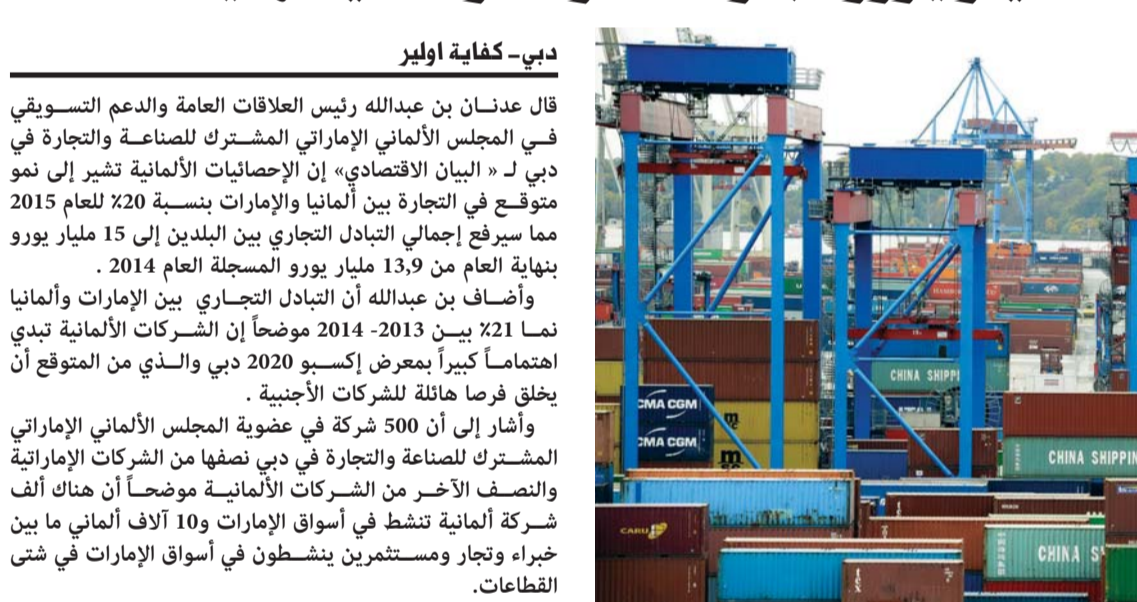 دبي- كفاية اولير
قال عدنان بن عبدالله رئيس العلاقات العامة والدعم التسويقي
في المجلس الألماني الإماراتي المشترك للصناعة والتجارة في
دبي لـ « البيان الاقتصادي» إن الإحصائيات الألمانية تشير إلى نمو
متوقع في التجارة بين ألمانيا والإمارات بنسبة 20٪ للعام 2015
مما سيرفع إجمالي التبادل التجاري بين البلدين إلى 15 مليار يورو
بنهاية العام من 13,9 مليار يورو المسجلة العام 2014 .
وأضاف بن عبدالله أن التبادل التجاري بين الإمارات وألمانيا
نما 21٪ بين 2013- 2014 موضحاً إن الشركات الألمانية تبدي
اهتماماً كبيراً بمعرض إكسبو 2020 دبي والذي من المتوقع أن
يخلق فرصا هائلة للشركات الأجنبية .
وأشار إلى أن 500 شركة في عضوية المجلس الألماني الإماراتي
المشترك للصناعة والتجارة في دبي نصفها من الشركات الإماراتية
والنصف الآخر من الشركات الألمانية موضحاً أن هناك ألف
شركة ألمانية تنشط في أسواق الإمارات و10 آلاف ألماني ما بين
خبراء وتجار ومستثمرين ينشطون في أسواق الإمارات في شتى
القطاعات.
CHINA SHIPP
CMA CGM
CMA CGM
CHINA SHIPPIN
CARU
CHINA S